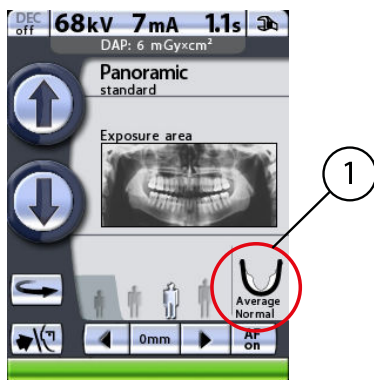 DEC
off
68kV 7mA 1.1s
DAP: 6 mGy×cm²
Panoramic
standard
Exposure area
1
Average
Normal
0mm
AF
on